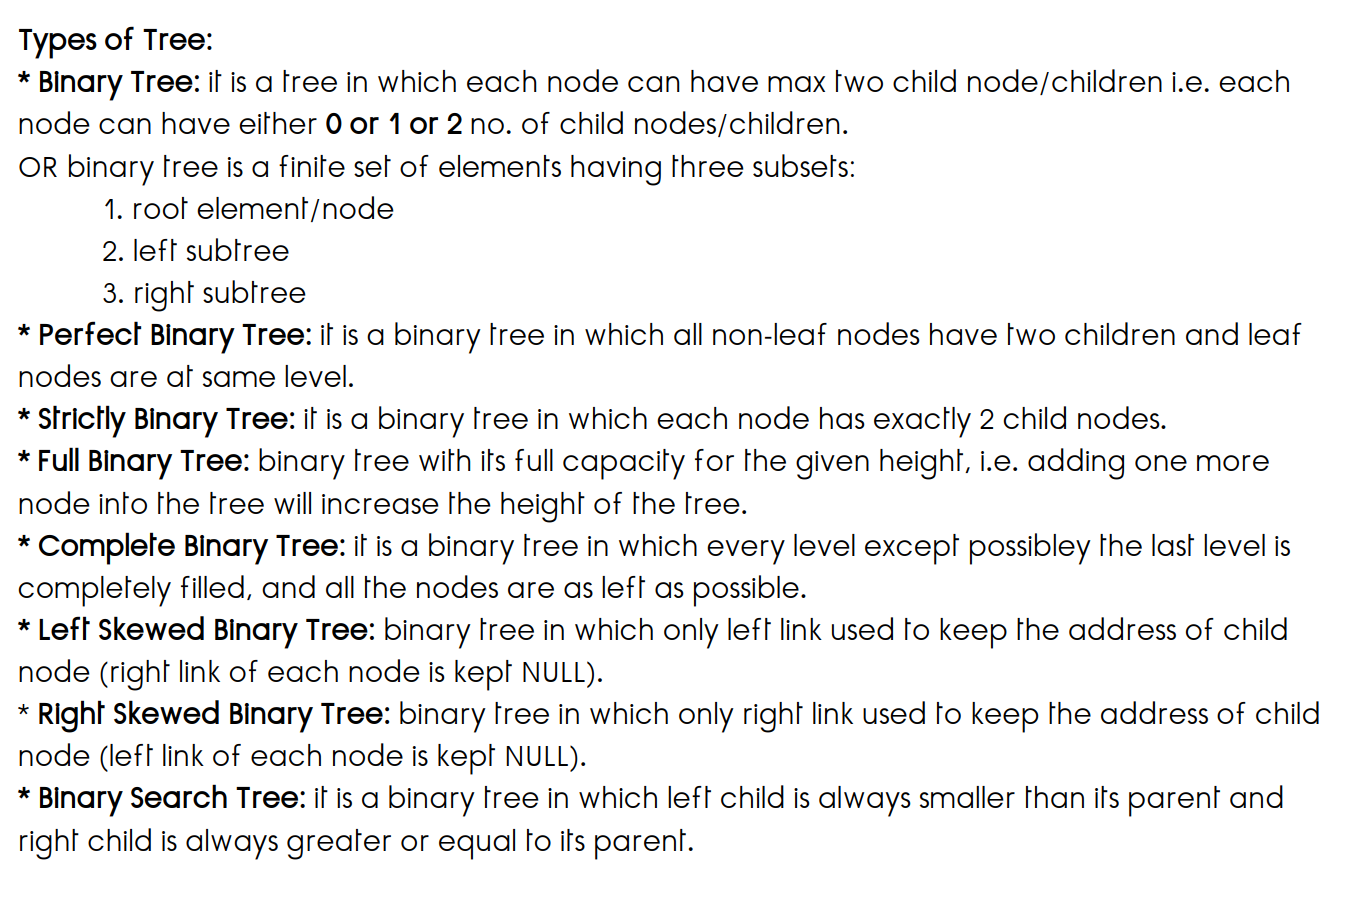 Types of Tree:
* Binary Tree: it is a tree in which each node can have max two child node/children i.e. each
node can have either 0 or 1 or 2 no. of child nodes/children.
OR binary tree is a finite set of elements having three subsets:
1. root element/node
2. left subtree
3. right subtree
* Perfect Binary Tree: it is a binary tree in which all non-leaf nodes have two children and leaf
nodes are at same level.
* Strictly Binary Tree: it is a binary tree in which each node has exactly 2 child nodes.
* Full Binary Tree: binary tree with its full capacity for the given height, i.e. adding one more
node into the tree will increase the height of the tree.
* Complete Binary Tree: it is a binary tree in which every level except possibley the last level is
completely filled, and all the nodes are as left as possible.
* Left Skewed Binary Tree: binary tree in which only left link used to keep the address of child
node (right link of each node is kept NULL).
* Right Skewed Binary Tree: binary tree in which only right link used to keep the address of child
node (left link of each node is kept NULL).
* Binary Search Tree: it is a binary tree in which left child is always smaller than its parent and
right child is always greater or equal to its parent.